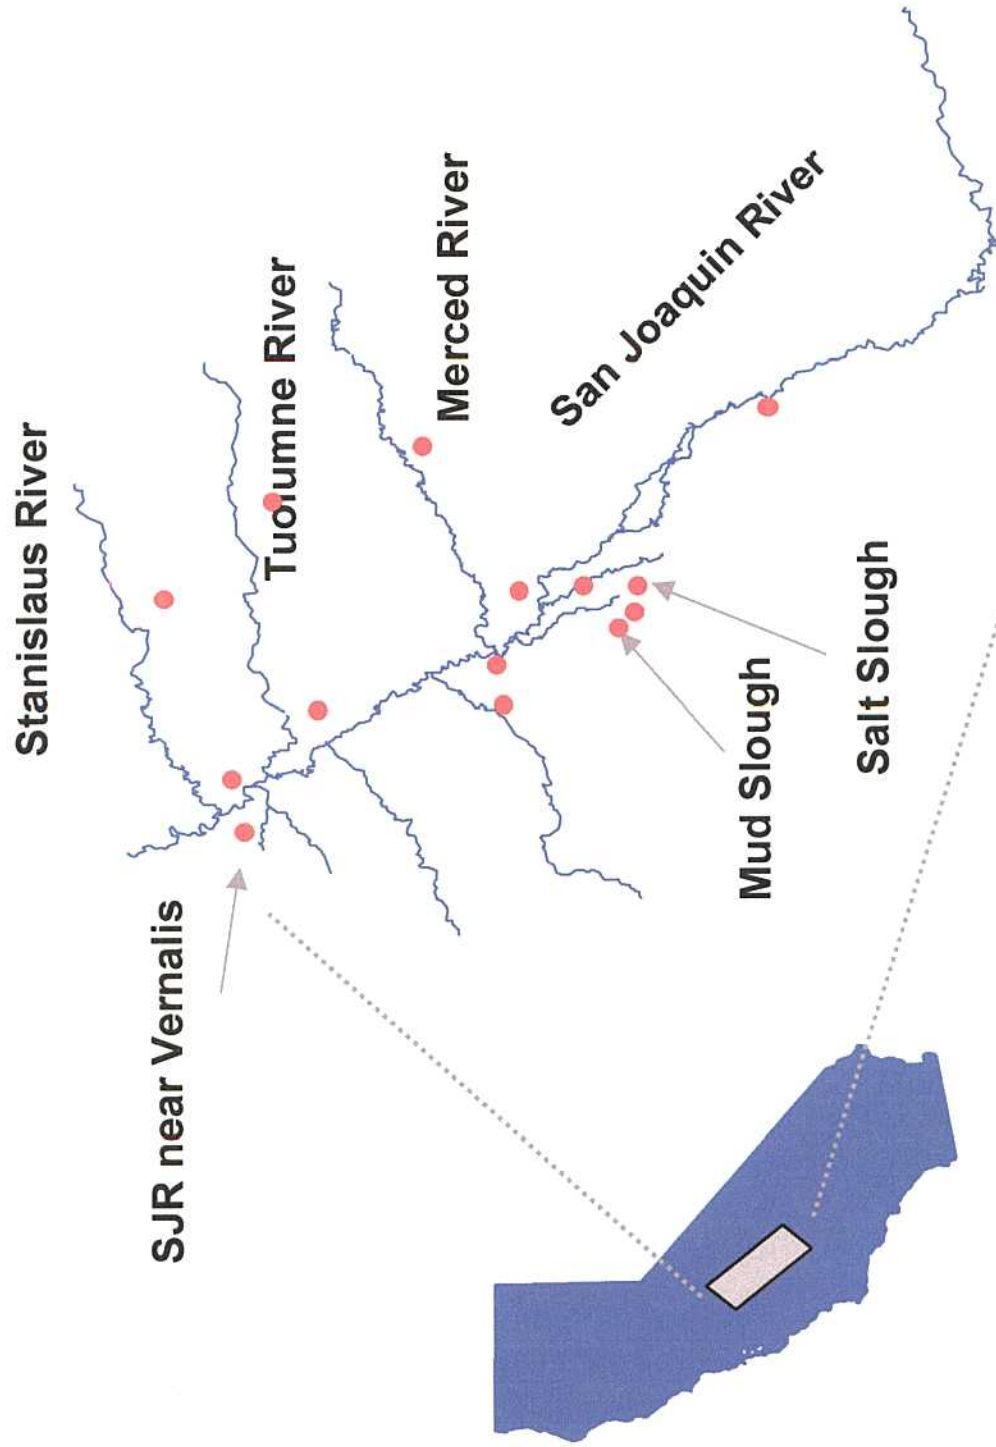 Stanislaus River
Tuolumne River
Merced River
San Joaquin River
SJR near Vernalis
Mud Slough
Salt Slough